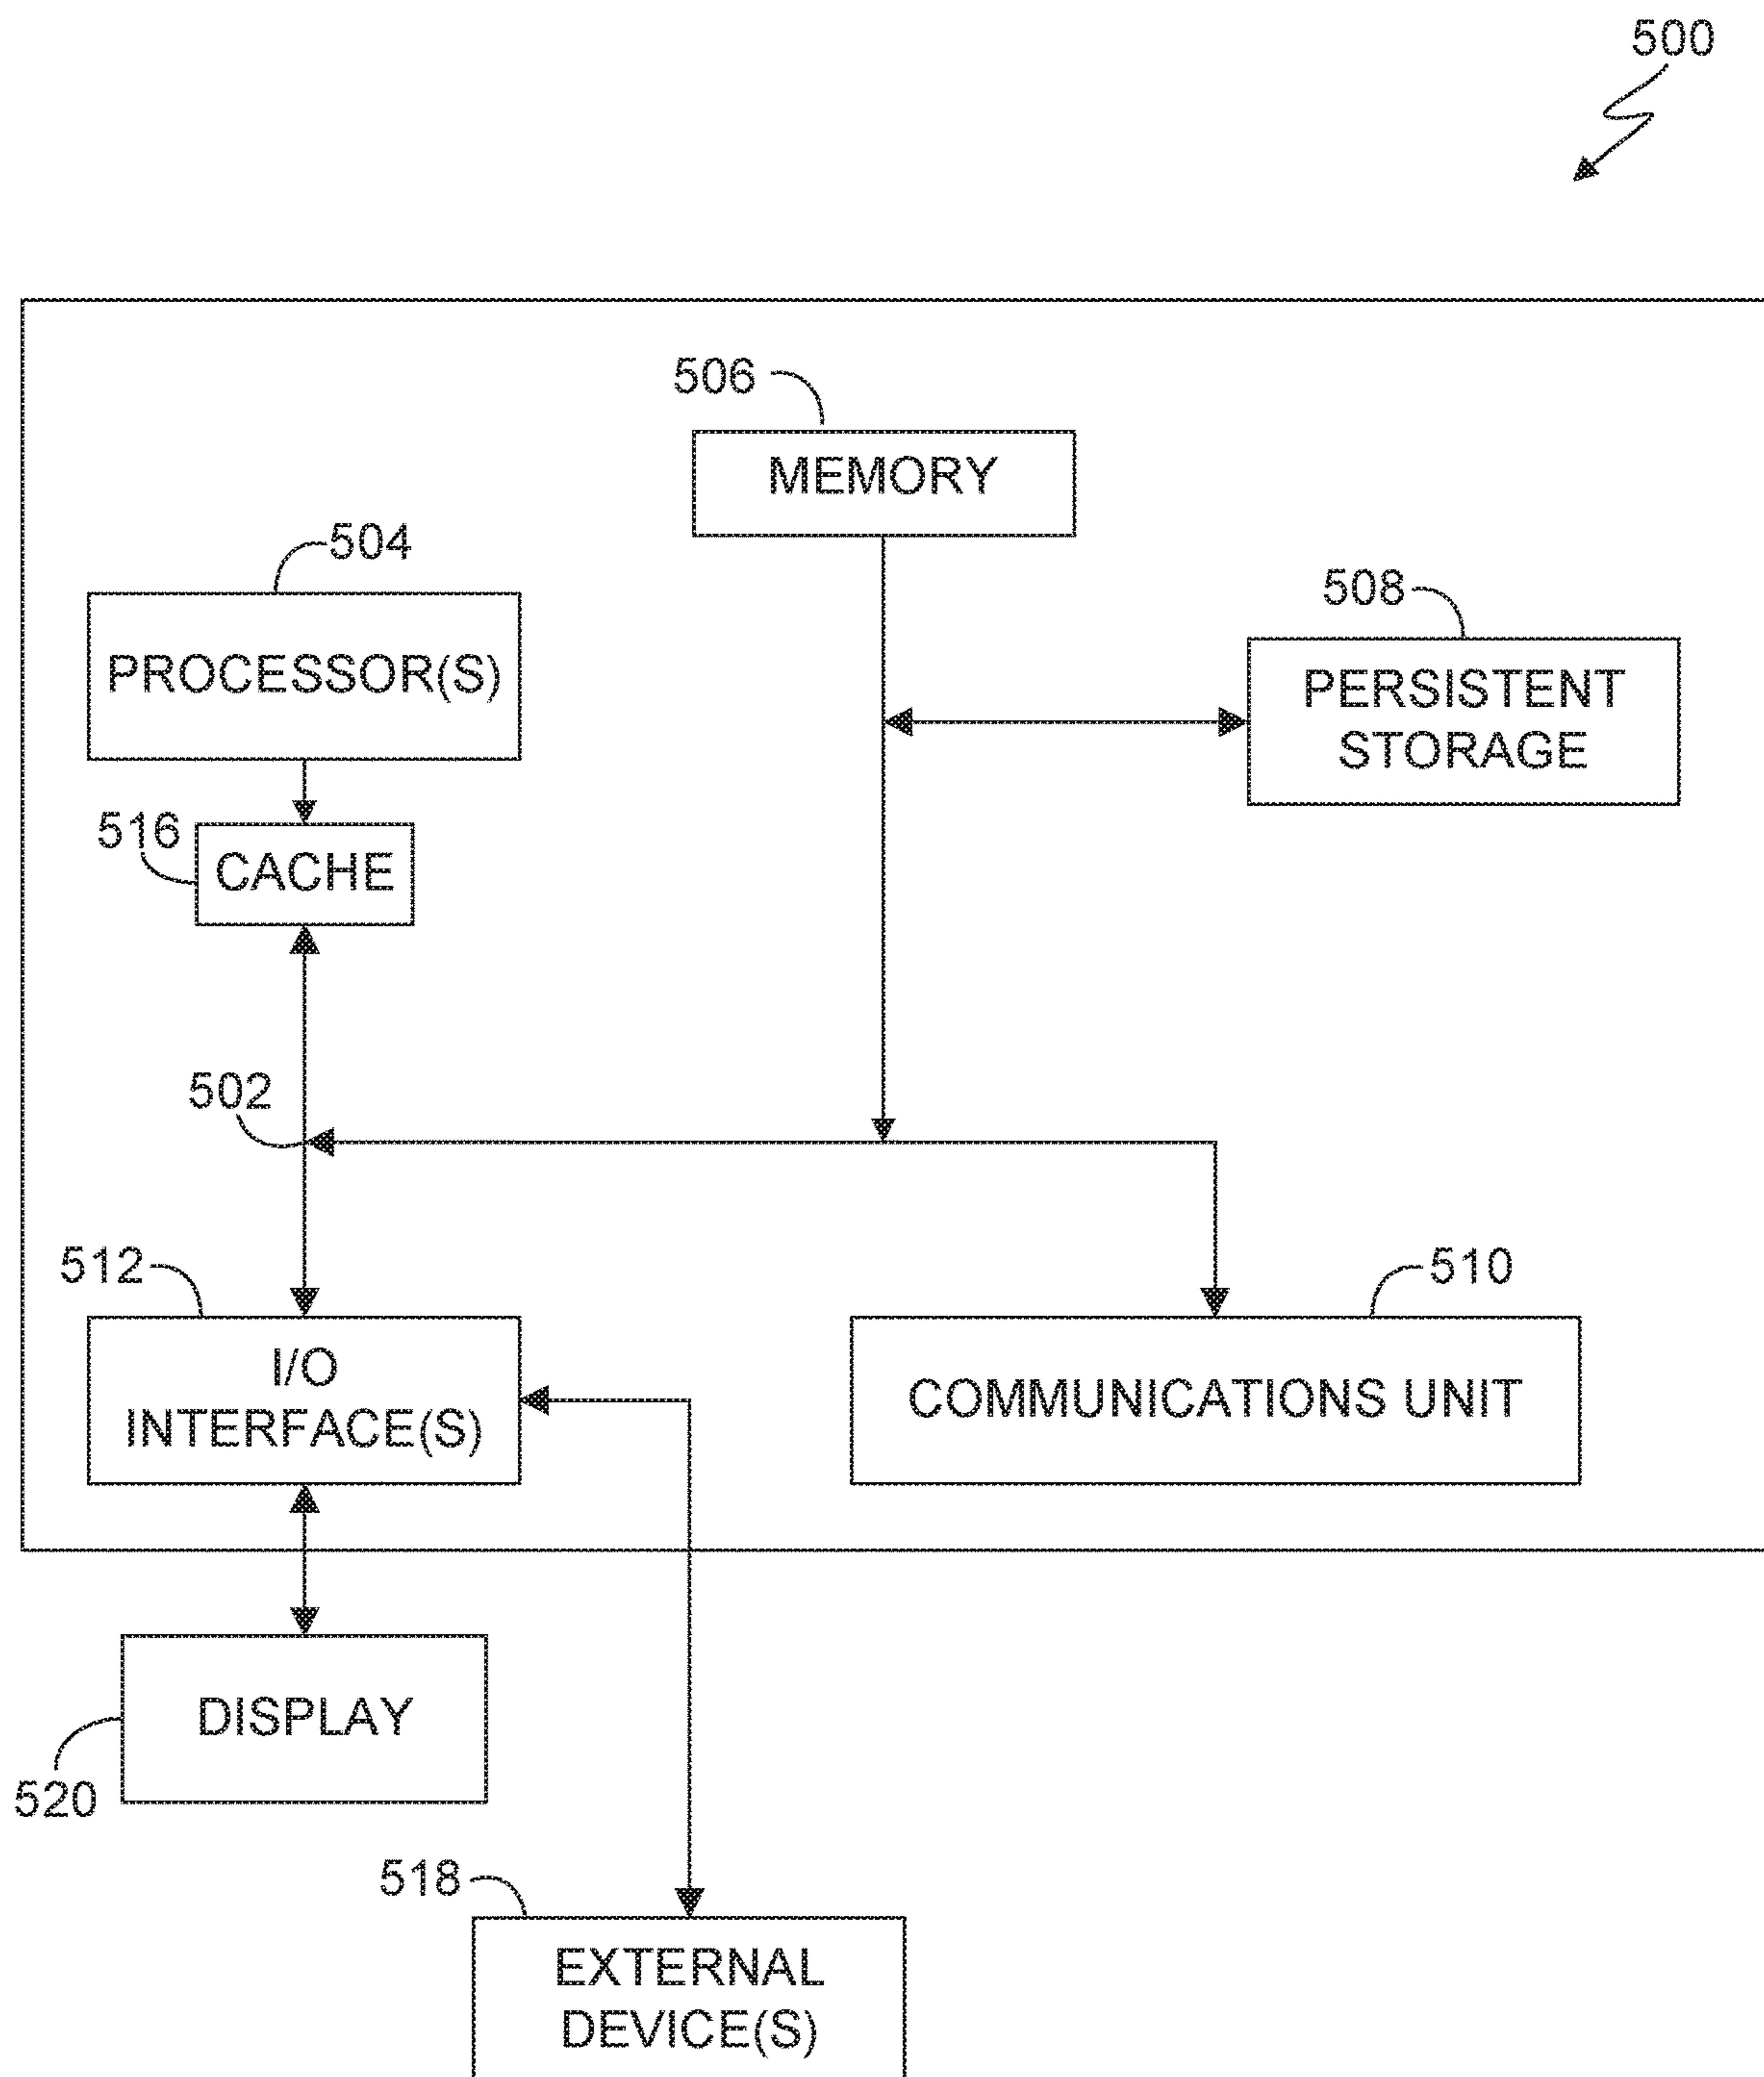 500
506
MEMORY
504
PROCESSOR(S)
508
PERSISTENT
STORAGE
516
CACHE
502
512
I/O
INTERFACE(S)
510
COMMUNICATIONS UNIT
DISPLAY
520
518
EXTERNAL
DEVICE(S)